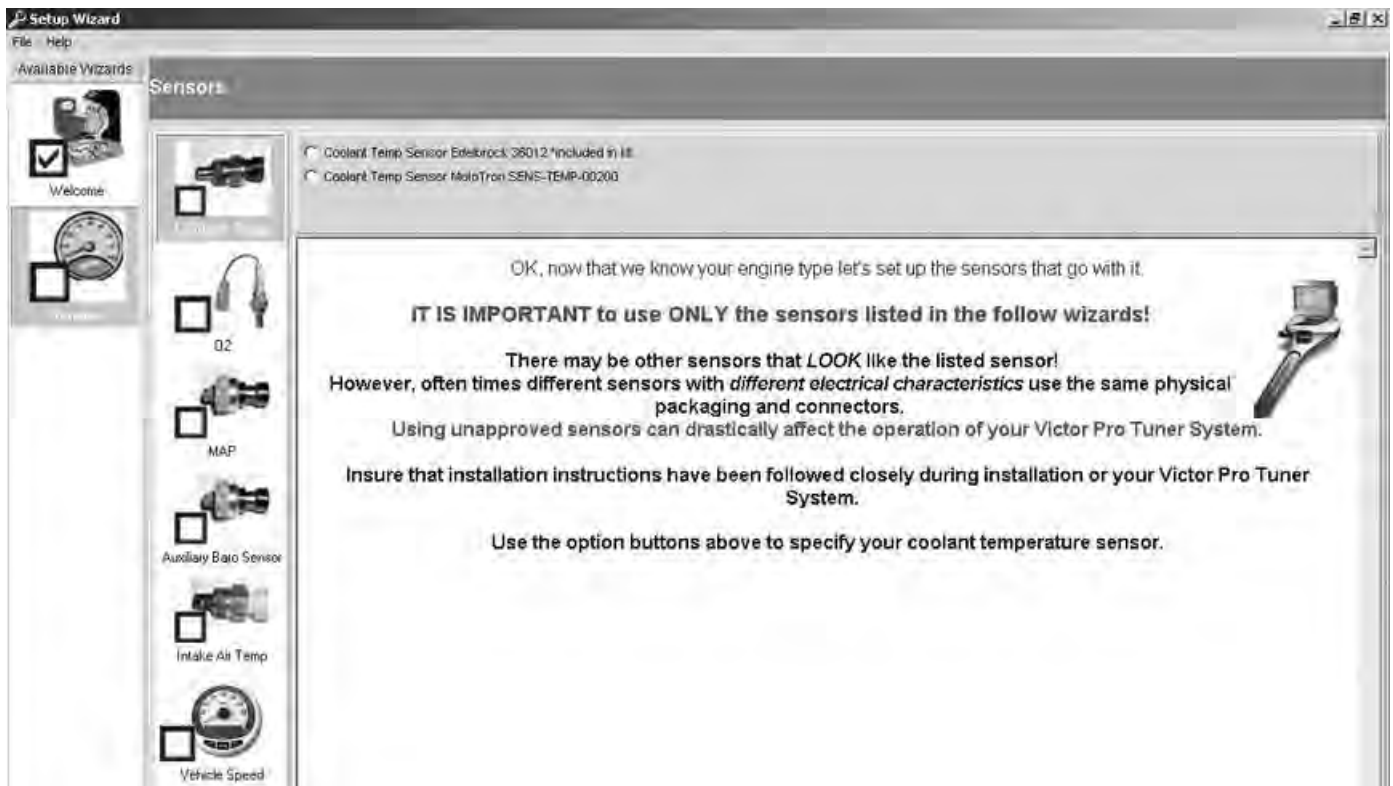 Setup Wizard
File Help
Available Wizards
Welcome
Sensors
O2
MAP
Auxiliary Baro Sensor
Intake Air Temp
Vehicle Speed
Coolant Temp Sensor Edelbrock 36012 *included in kit
Coolant Temp Sensor MoloTron SENS-TEMP-00200
OK, now that we know your engine type let's set up the sensors that go with it.
IT IS IMPORTANT to use ONLY the sensors listed in the follow wizards!
There may be other sensors that LOOK like the listed sensor!
However, often times different sensors with different electrical characteristics use the same physical
packaging and connectors.
Using unapproved sensors can drastically affect the operation of your Victor Pro Tuner System.
Insure that installation instructions have been followed closely during installation or your Victor Pro Tuner
System.
Use the option buttons above to specify your coolant temperature sensor.